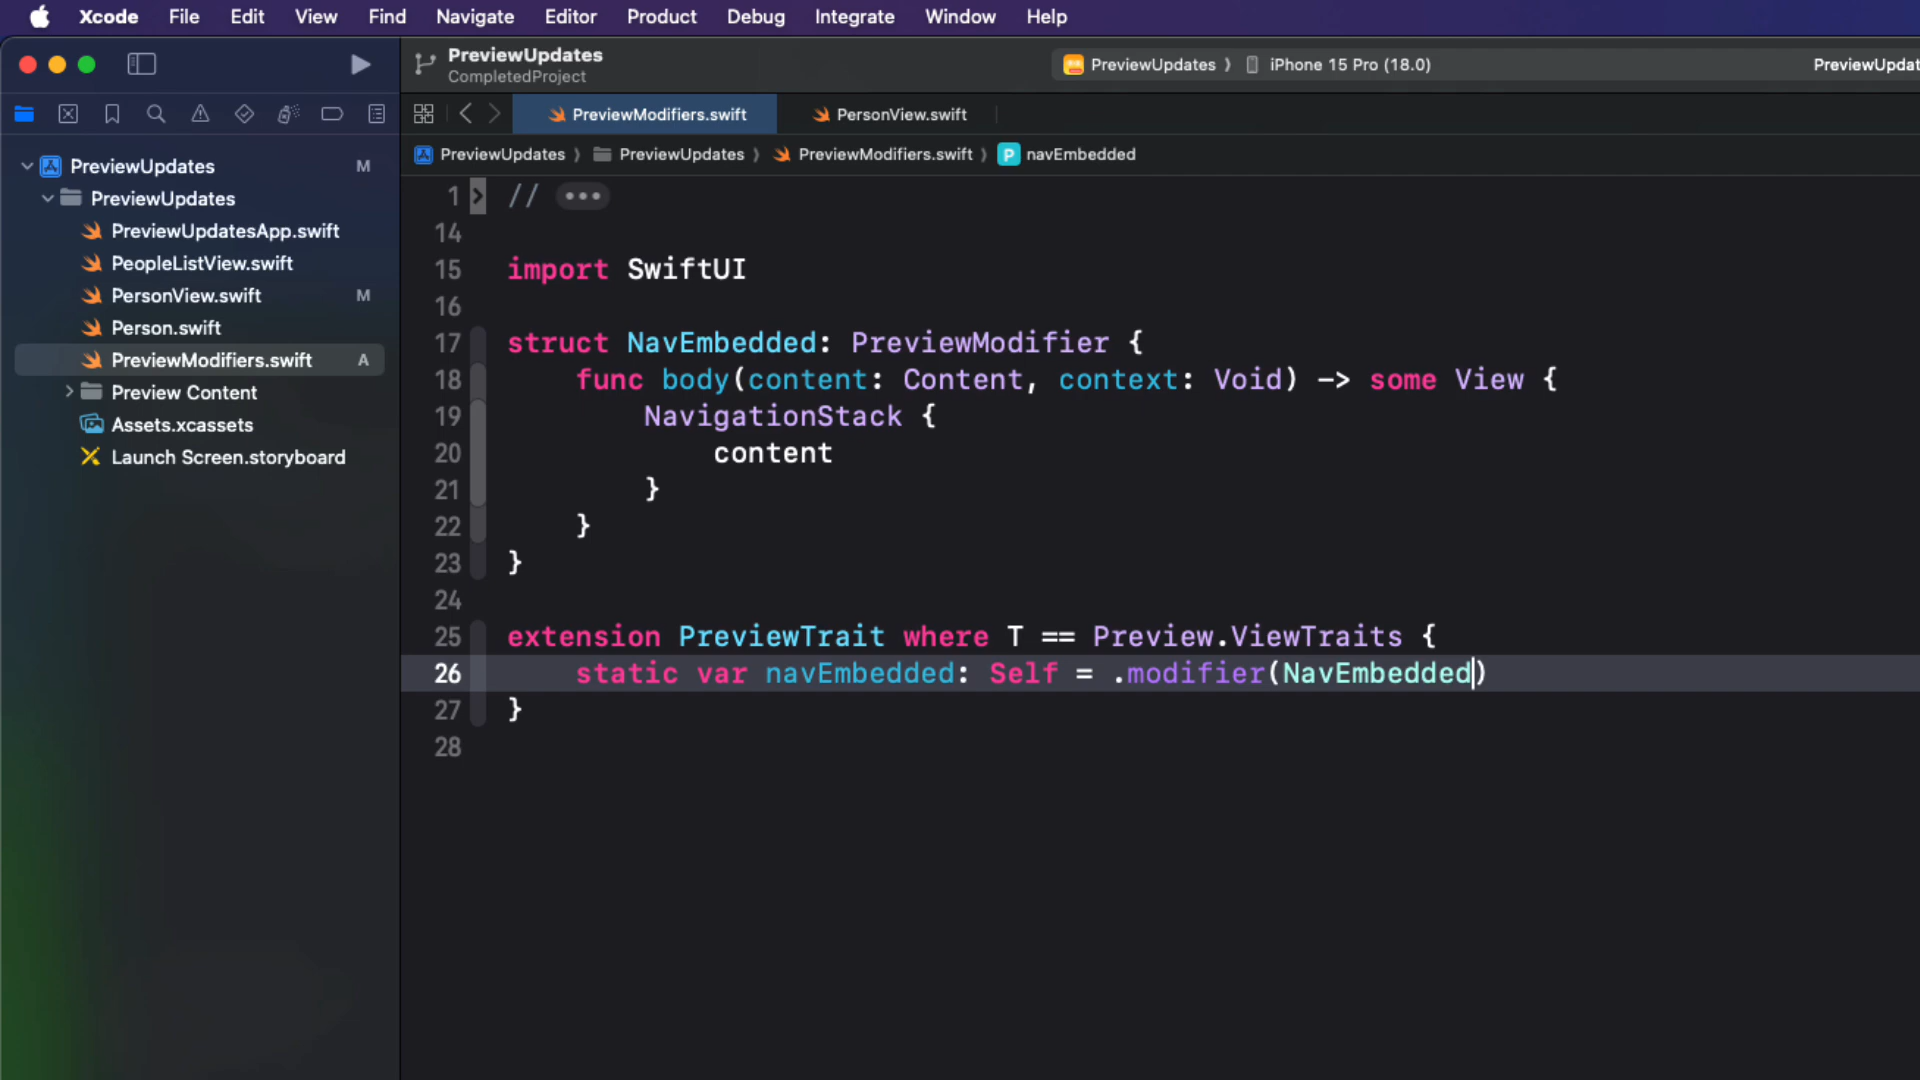 Xcode File Edit View Find Navigate Editor Product Debug Integrate Window Help
PreviewUpdates
CompletedProject
PreviewUpdates 〉 iPhone 15 Pro (18.0)
PreviewUpdat
PreviewModifiers.swift
PersonView.swift
PreviewUpdates 〉 PreviewUpdates 〉 PreviewModifiers.swift 〉 P navEmbedded
PreviewUpdates M
PreviewUpdates
PreviewUpdatesApp.swift
PeopleListView.swift
PersonView.swift M
Person.swift
PreviewModifiers.swift A
Preview Content
Assets.xcassets
Launch Screen.storyboard
1 // •••
14
15 import SwiftUI
16
17 struct NavEmbedded: PreviewModifier {
18 func body(content: Content, context: Void) -> some View {
19 NavigationStack {
20 content
21 }
22 }
23 }
24
25 extension PreviewTrait where T == Preview.ViewTraits {
26 static var navEmbedded: Self = .modifier(NavEmbedded)
27 }
28